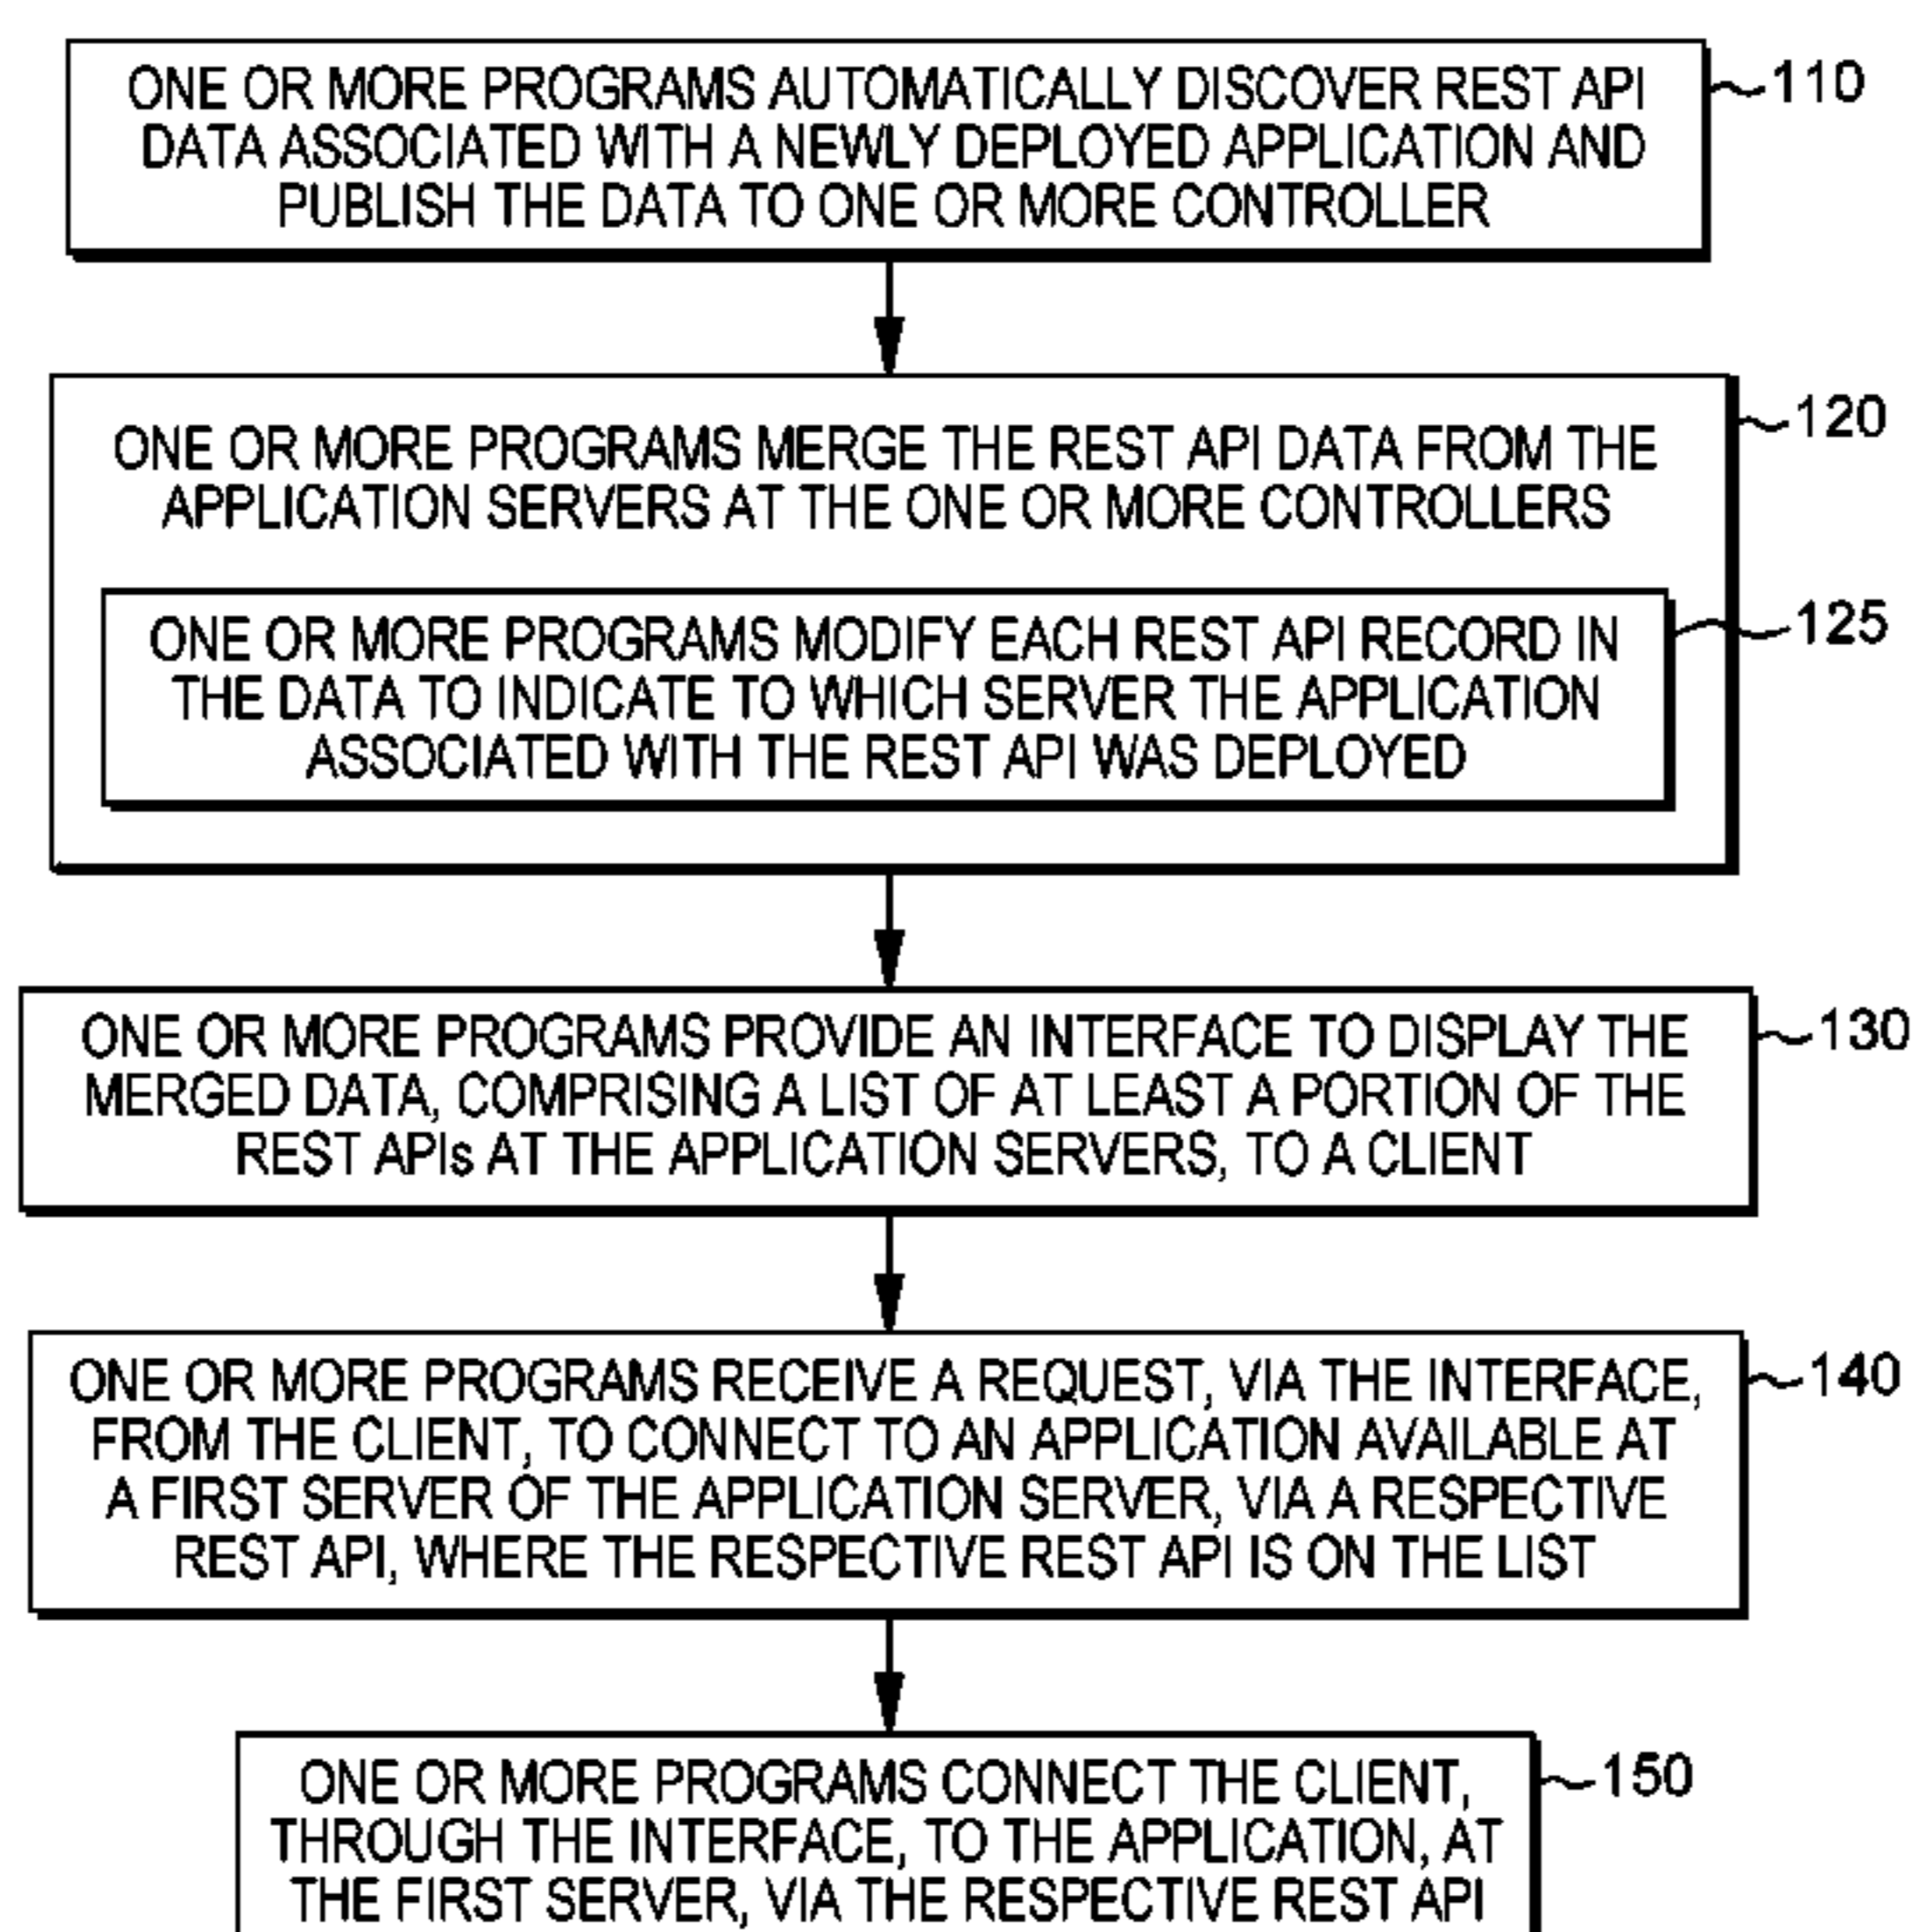 ONE OR MORE PROGRAMS AUTOMATICALLY DISCOVER REST API
DATA ASSOCIATED WITH A NEWLY DEPLOYED APPLICATION AND
PUBLISH THE DATA TO ONE OR MORE CONTROLLER
110
ONE OR MORE PROGRAMS MERGE THE REST API DATA FROM THE
APPLICATION SERVERS AT THE ONE OR MORE CONTROLLERS
120
ONE OR MORE PROGRAMS MODIFY EACH REST API RECORD IN
THE DATA TO INDICATE TO WHICH SERVER THE APPLICATION
ASSOCIATED WITH THE REST API WAS DEPLOYED
125
ONE OR MORE PROGRAMS PROVIDE AN INTERFACE TO DISPLAY THE
MERGED DATA, COMPRISING A LIST OF AT LEAST A PORTION OF THE
REST APIs AT THE APPLICATION SERVERS, TO A CLIENT
130
ONE OR MORE PROGRAMS RECEIVE A REQUEST, VIA THE INTERFACE,
FROM THE CLIENT, TO CONNECT TO AN APPLICATION AVAILABLE AT
A FIRST SERVER OF THE APPLICATION SERVER, VIA A RESPECTIVE
REST API, WHERE THE RESPECTIVE REST API IS ON THE LIST
140
ONE OR MORE PROGRAMS CONNECT THE CLIENT,
THROUGH THE INTERFACE, TO THE APPLICATION, AT
THE FIRST SERVER, VIA THE RESPECTIVE REST API
150